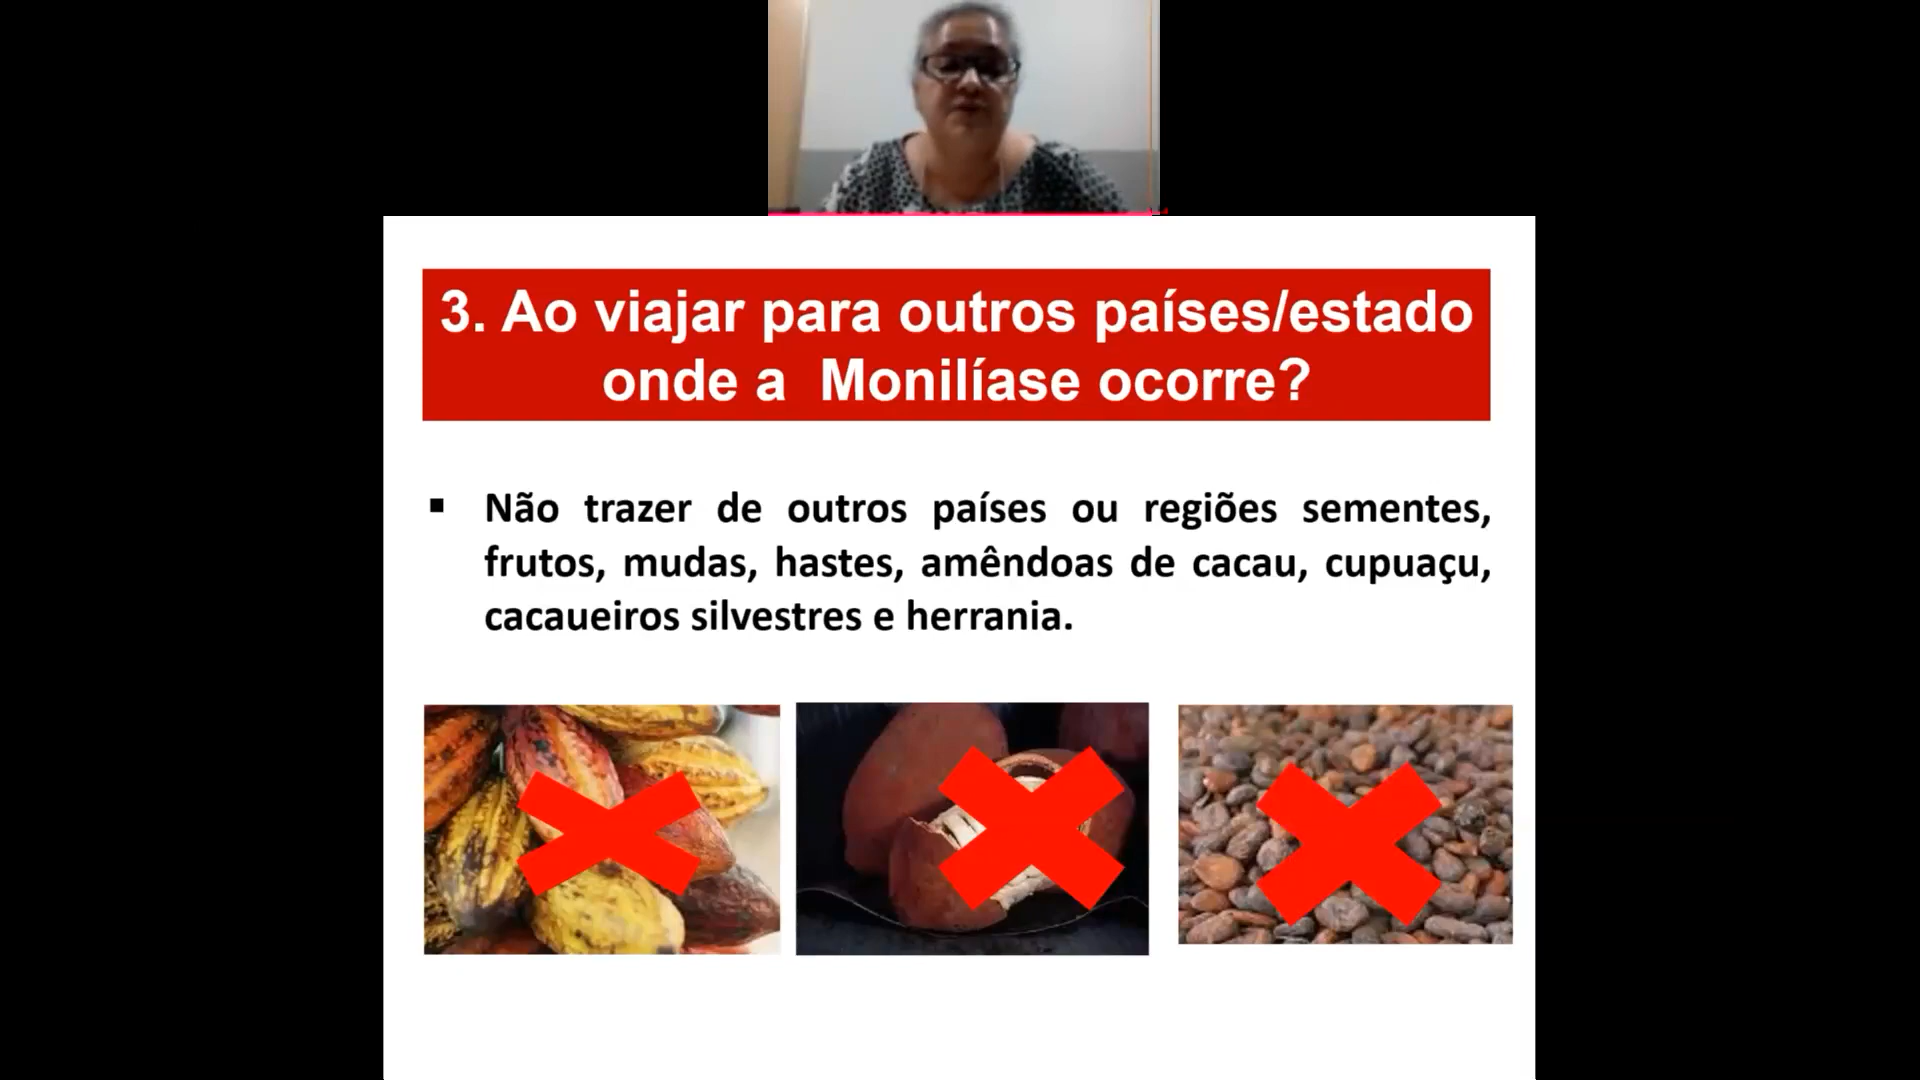 3. Ao viajar para outros países/estado
onde a  Monilíase ocorre?
▪ Não trazer de outros países ou regiões sementes,
frutos, mudas, hastes, amêndoas de cacau, cupuaçu,
cacaueiros silvestres e herrania.